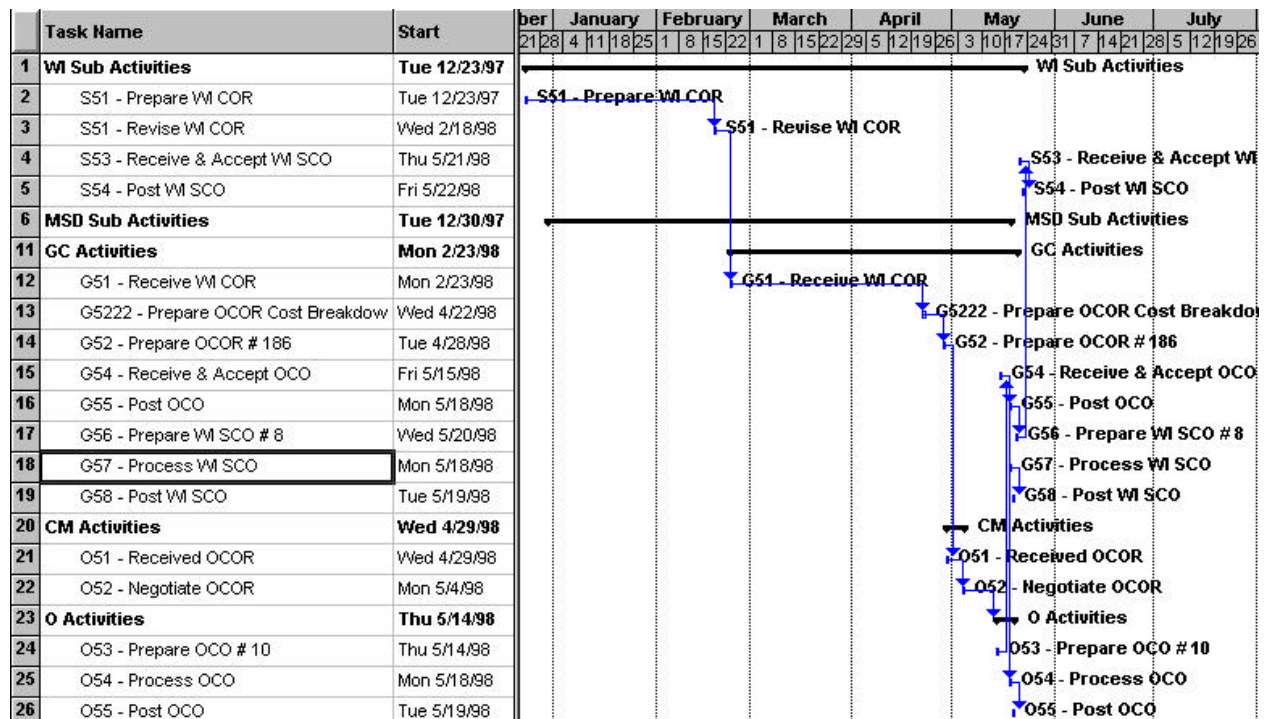 ber January February March April May June July
Task Name Start
21 28 4 11 18 25 1 8 15 22 1 8 15 22 29 5 12 19 26 3 10 17 24 31 7 14 21 28 5 12 19 26
1 WI Sub Activities Tue 12/23/97 WI Sub Activities
2 S51 - Prepare WI COR Tue 12/23/97 S51 - Prepare WI COR
3 S51 - Revise WI COR Wed 2/18/98 S51 - Revise WI COR
4 S53 - Receive & Accept WI SCO Thu 5/21/98 S53 - Receive & Accept WI
5 S54 - Post WI SCO Fri 5/22/98 S54 - Post WI SCO
6 MSD Sub Activities Tue 12/30/97 MSD Sub Activities
11 GC Activities Mon 2/23/98 GC Activities
12 G51 - Receive WI COR Mon 2/23/98 G51 - Receive WI COR
13 G5222 - Prepare OCOR Cost Breakdow Wed 4/22/98 G5222 - Prepare OCOR Cost Breakdo
14 G52 - Prepare OCOR # 186 Tue 4/28/98 G52 - Prepare OCOR # 186
15 G54 - Receive & Accept OCO Fri 5/15/98 G54 - Receive & Accept OCO
16 G55 - Post OCO Mon 5/18/98 G55 - Post OCO
17 G56 - Prepare WI SCO # 8 Wed 5/20/98 G56 - Prepare WI SCO # 8
18 G57 - Process WI SCO Mon 5/18/98 G57 - Process WI SCO
19 G58 - Post WI SCO Tue 5/19/98 G58 - Post WI SCO
20 CM Activities Wed 4/29/98 CM Activities
21 O51 - Received OCOR Wed 4/29/98 O51 - Received OCOR
22 O52 - Negotiate OCOR Mon 5/4/98 O52 - Negotiate OCOR
23 O Activities Thu 5/14/98 O Activities
24 O53 - Prepare OCO # 10 Thu 5/14/98 O53 - Prepare OCO # 10
25 O54 - Process OCO Mon 5/18/98 O54 - Process OCO
26 O55 - Post OCO Tue 5/19/98 O55 - Post OCO